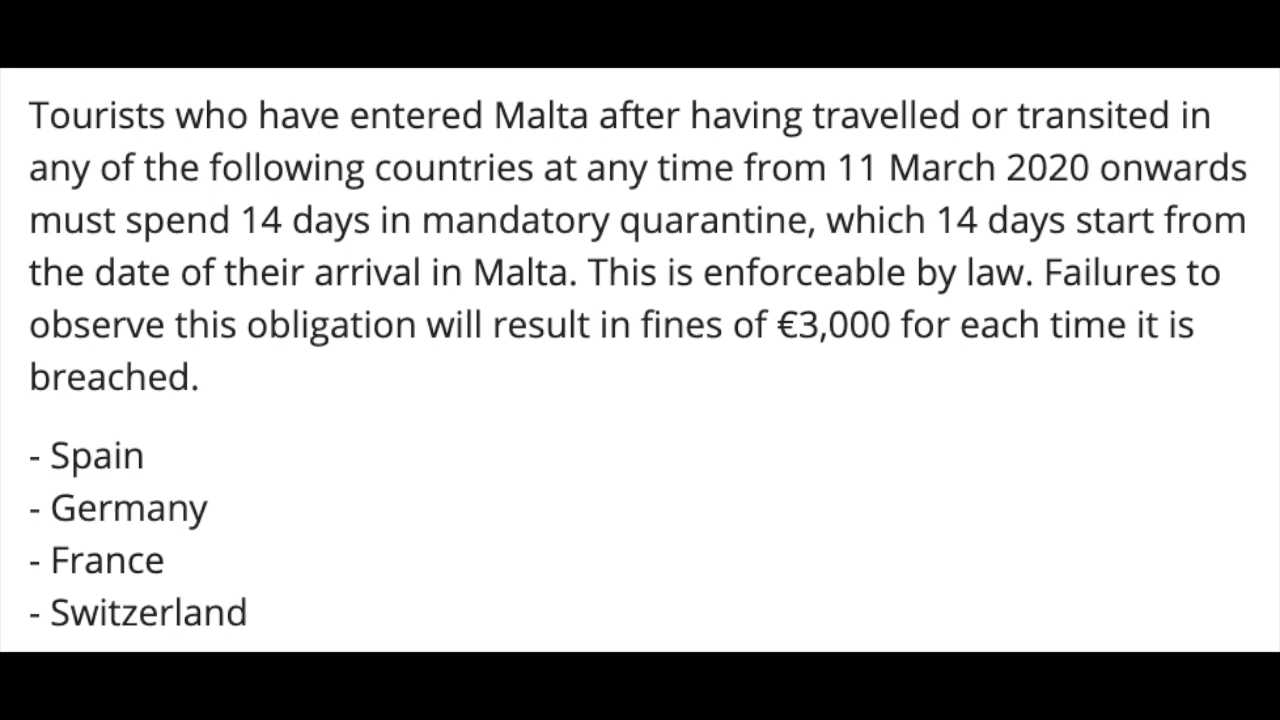 Tourists who have entered Malta after having travelled or transited in
any of the following countries at any time from 11 March 2020 onwards
must spend 14 days in mandatory quarantine, which 14 days start from
the date of their arrival in Malta. This is enforceable by law. Failures to
observe this obligation will result in fines of €3,000 for each time it is
breached.
- Spain
- Germany
- France
- Switzerland